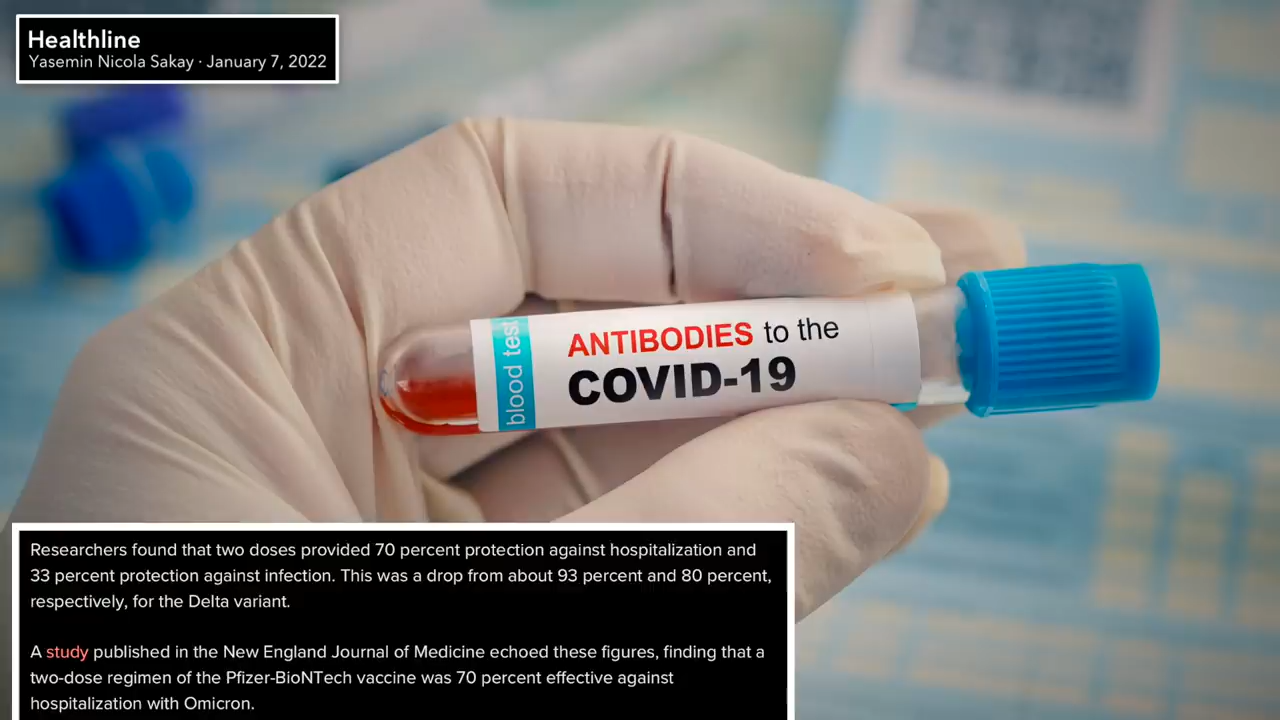 Healthline
Yasemin Nicola Sakay · January 7, 2022
blood test
ANTIBODIES to the
COVID-19
Researchers found that two doses provided 70 percent protection against hospitalization and
33 percent protection against infection. This was a drop from about 93 percent and 80 percent,
respectively, for the Delta variant.
A study published in the New England Journal of Medicine echoed these figures, finding that a
two-dose regimen of the Pfizer-BioNTech vaccine was 70 percent effective against
hospitalization with Omicron.